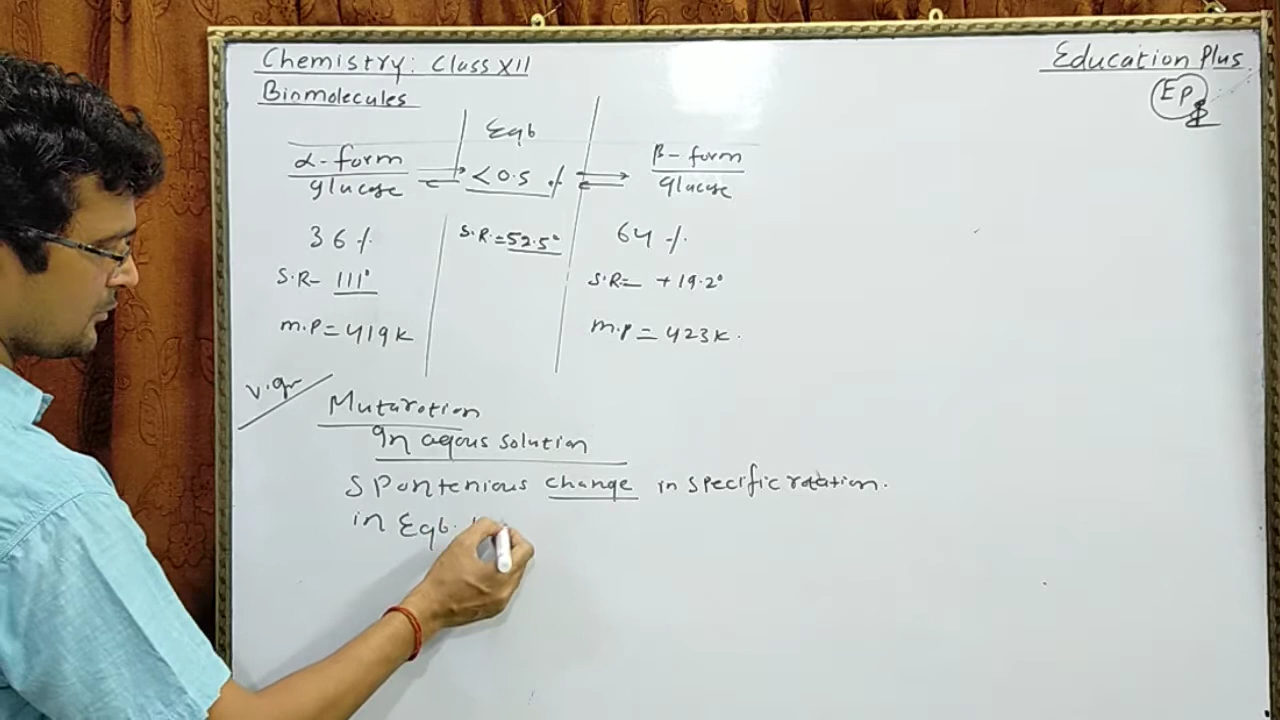 Chemistry: Class XII
Education Plus
Biomolecules
EP
Eqb
α-form ⇌ <0.5 % ⇌ β-form
glucose glucose
36 % S.R.=52.5° 64 %
S.R- 111° S.R= +19.2°
m.p=419K m.p=423K.
Mutarotion
In aqous solution
Spontenious change in specific rotation.
in Eqb.